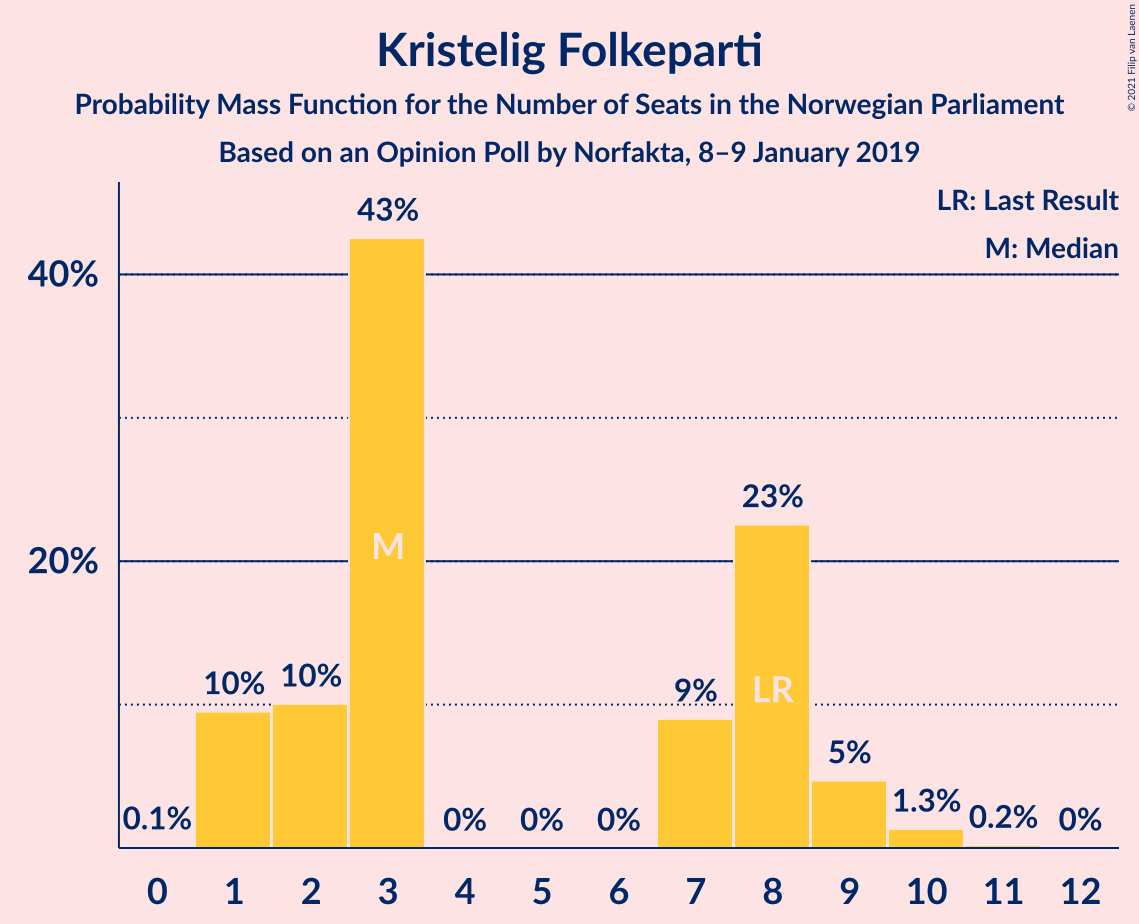 Kristelig Folkeparti
Probability Mass Function for the Number of Seats in the Norwegian Parliament
Based on an Opinion Poll by Norfakta, 8–9 January 2019
© 2021 Filip van Laenen
LR: Last Result
M: Median
43%
40%
23%
M
20%
10%
10%
9%
LR
5%
0.1%
0%
0%
0%
1.3%
0.2%
0%
0 1 2 3 4 5 6 7 8 9 10 11 12